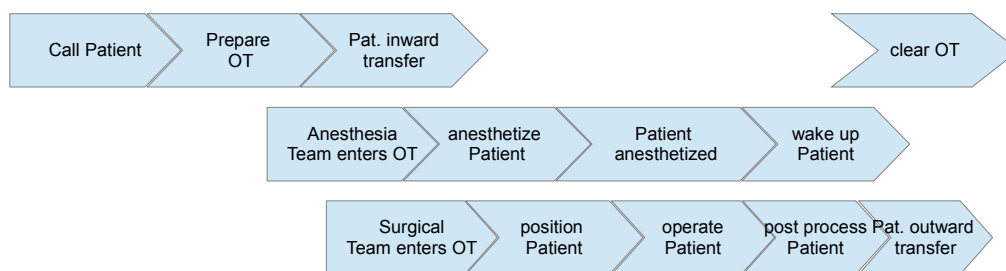 Call Patient
Prepare
OT
Pat. inward
transfer
clear OT
Anesthesia
Team enters OT
anesthetize
Patient
Patient
anesthetized
wake up
Patient
Surgical
Team enters OT
position
Patient
operate
Patient
post process
Patient
Pat. outward
transfer